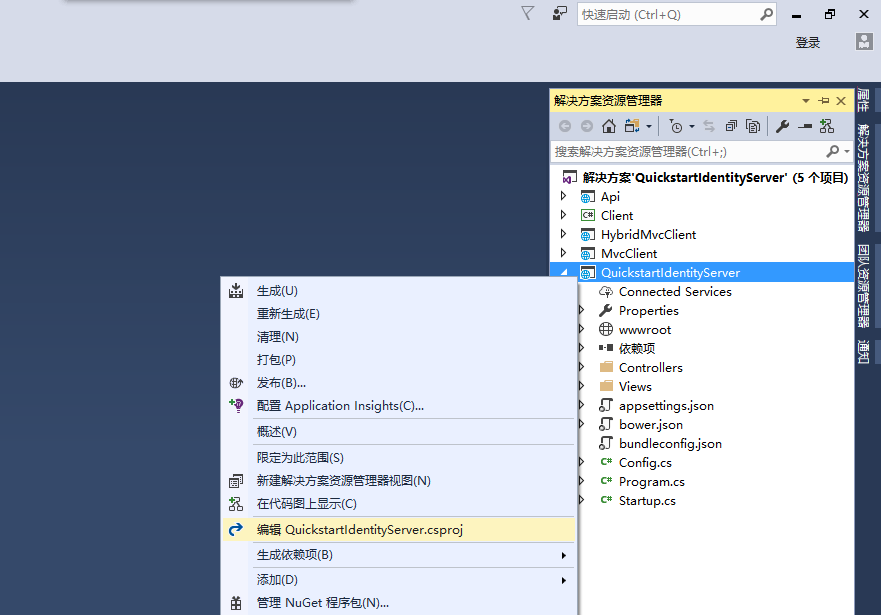 快速启动 (Ctrl+Q)
登录
解决方案资源管理器
搜索解决方案资源管理器(Ctrl+;)
解决方案'QuickstartIdentityServer' (5 个项目)
Api
C# Client
HybridMvcClient
MvcClient
QuickstartIdentityServer
Connected Services
Properties
wwwroot
依赖项
Controllers
Views
appsettings.json
bower.json
bundleconfig.json
C# Config.cs
C# Program.cs
C# Startup.cs
生成(U)
重新生成(E)
清理(N)
打包(P)
发布(B)...
配置 Application Insights(C)...
概述(V)
限定为此范围(S)
新建解决方案资源管理器视图(N)
在代码图上显示(C)
编辑 QuickstartIdentityServer.csproj
生成依赖项(B)
添加(D)
管理 NuGet 程序包(N)...
属性
解决方案资源管理器
团队资源管理器
通知